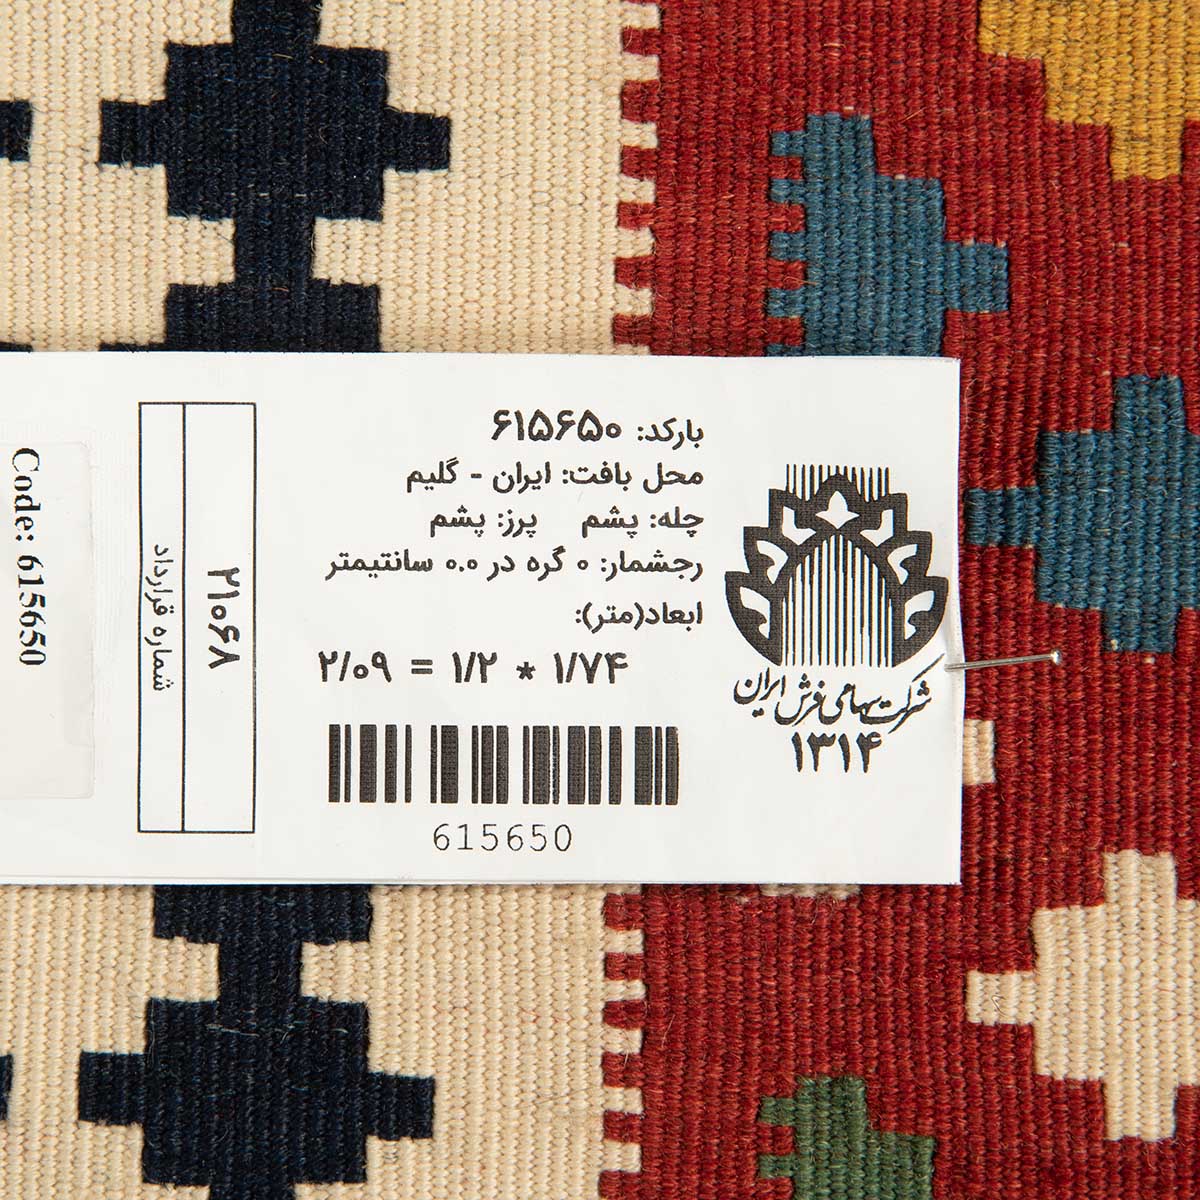 بارکد: ۶۱۵۶۵۰
محل بافت: ایران - گلیم
چله: پشم پرز: پشم
رجشمار: ۰ گره در ۰.۰ سانتیمتر
ابعاد(متر):
۱/۷۴ * ۱/۲ = ۲/۰۹
615650
شرکت سهامی فرش ایران
۱۳۱۴
شماره قرارداد
۲۱۰۶۸
Code: 615650